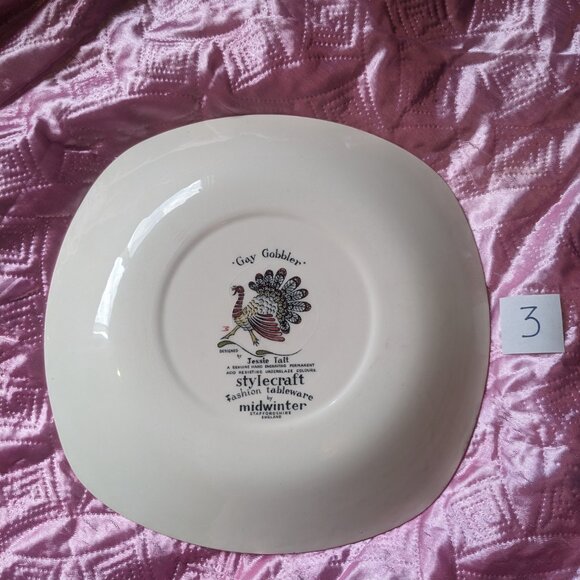 'Gay Gobbler'
DESIGNED
by
Jessie Tait
A GENUINE HAND ENGRAVING PERMANENT
ACID RESISTING UNDERGLAZE COLOURS
stylecraft
fashion tableware
by
midwinter
STAFFORDSHIRE
ENGLAND
3